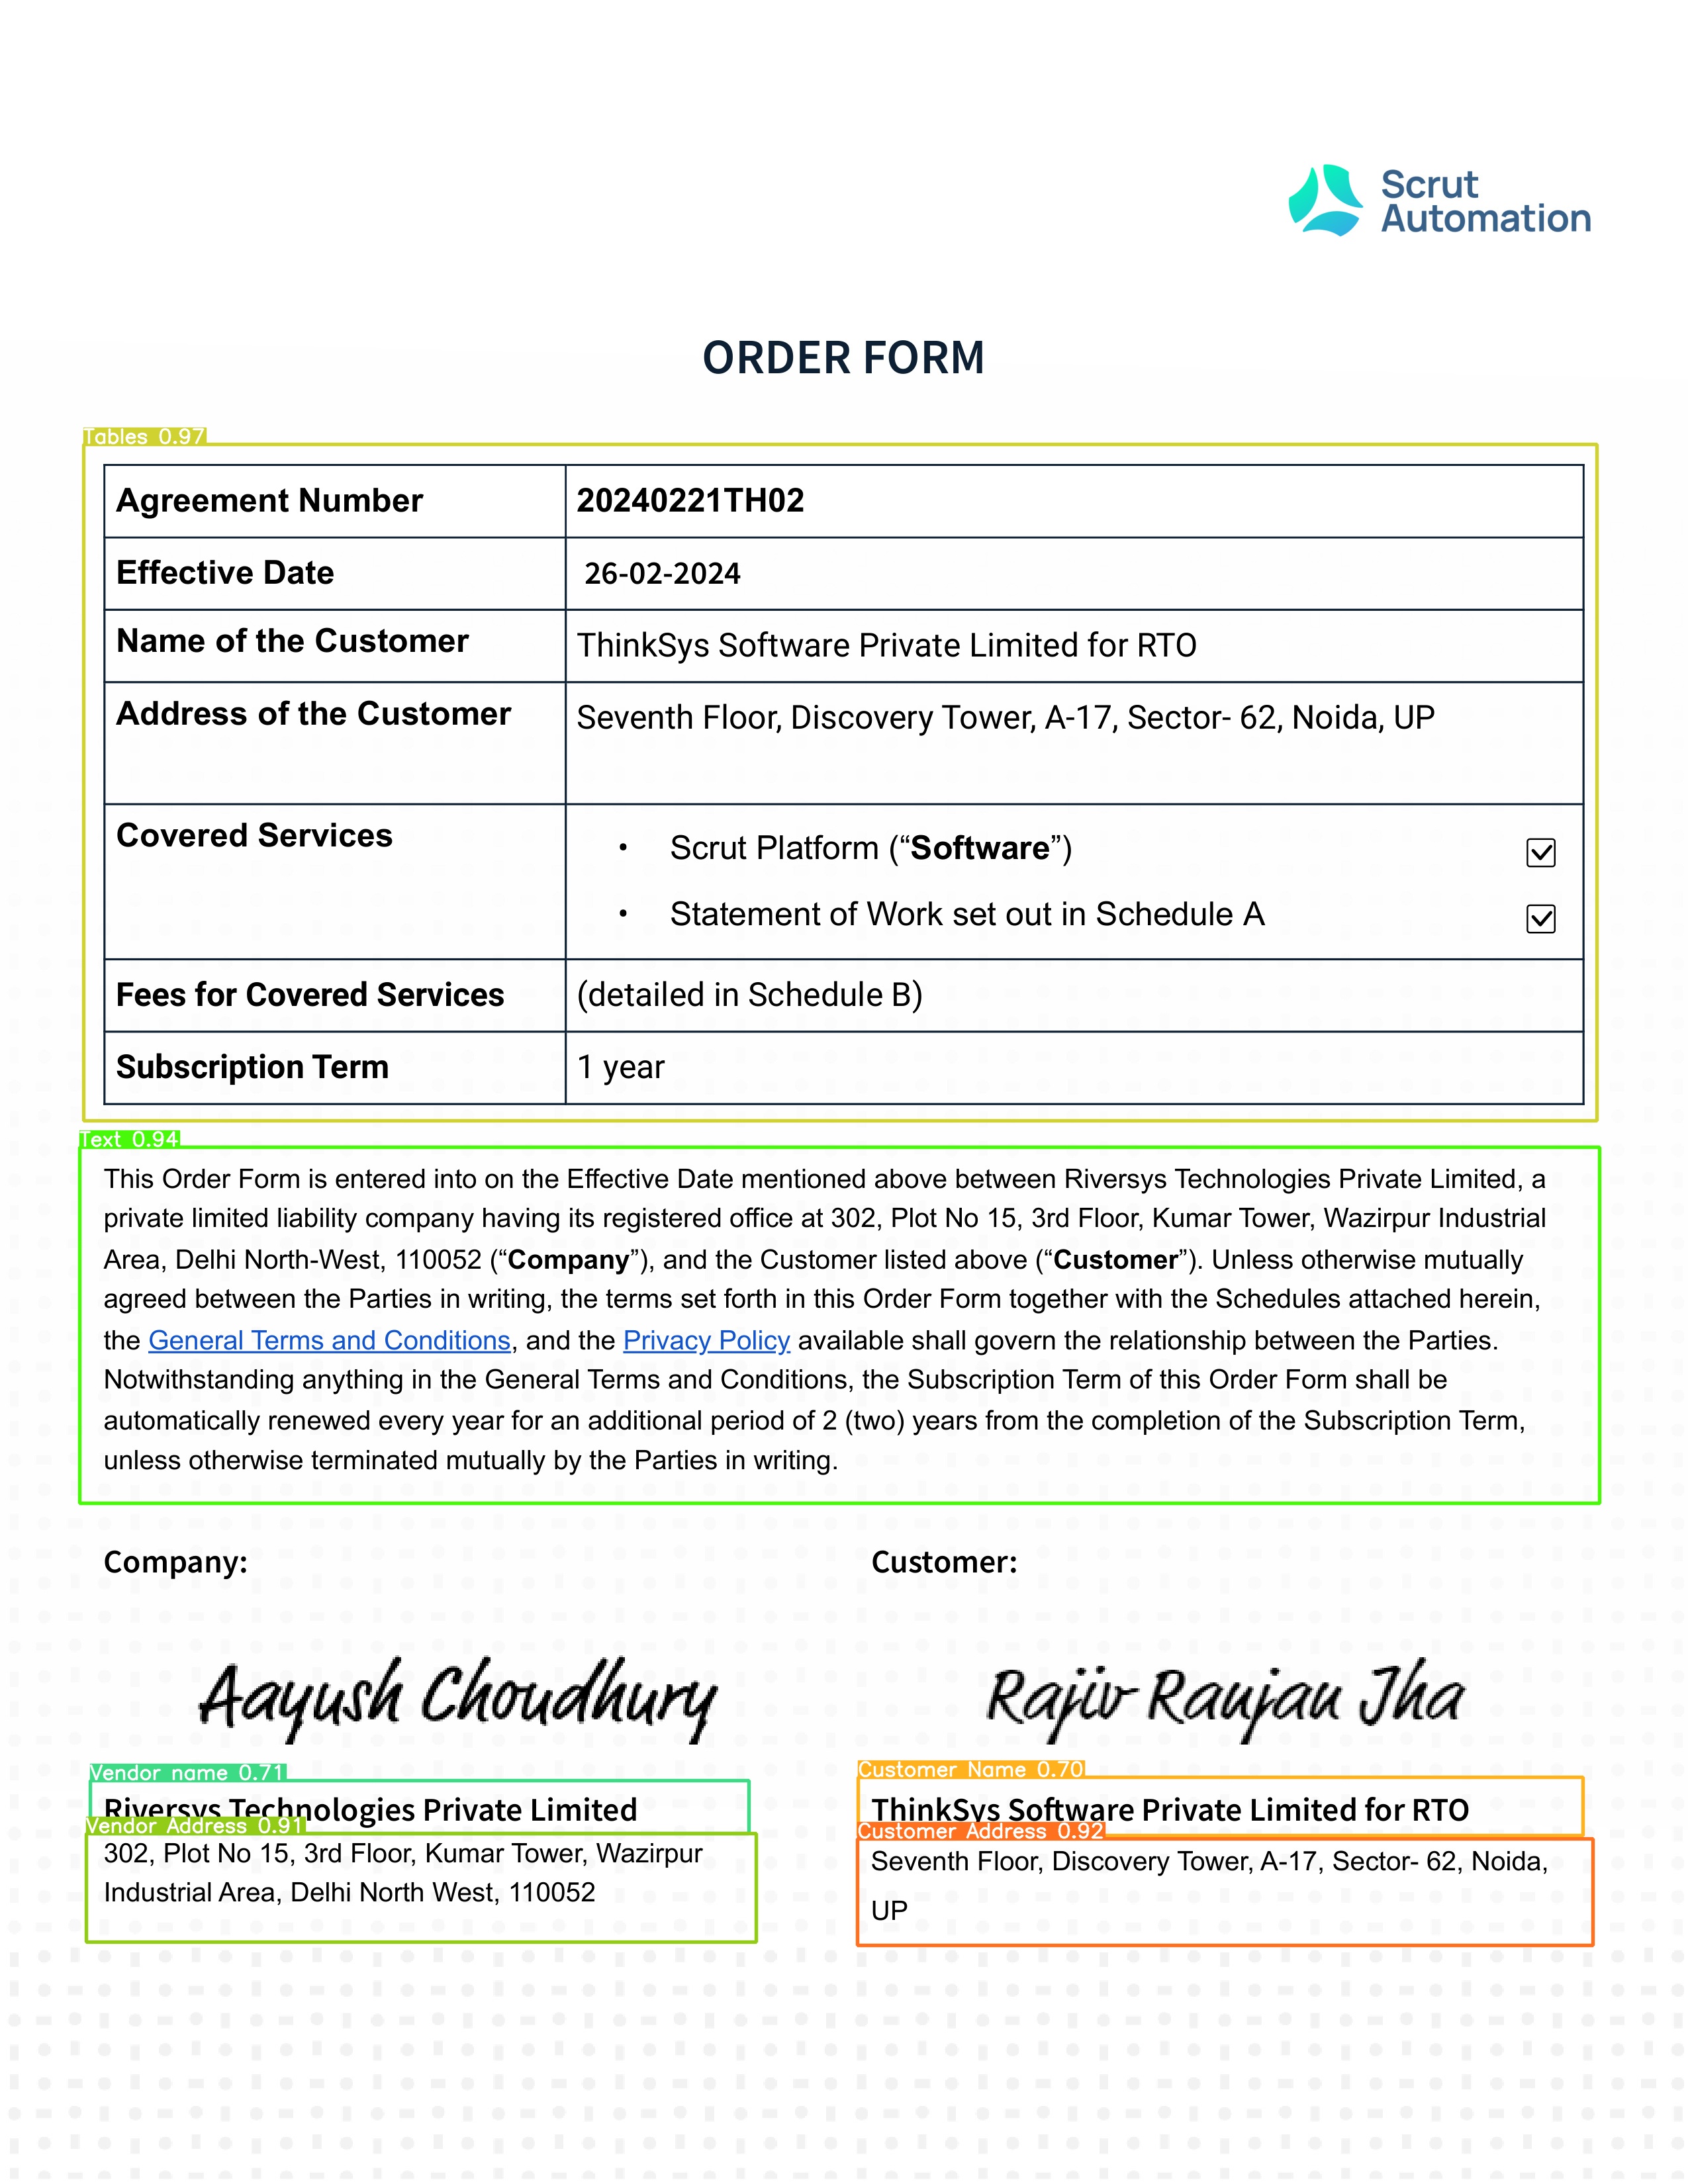 Scrut
Automation
ORDER FORM
Tables 0.97
Agreement Number 20240221TH02
Effective Date 26-02-2024
Name of the Customer ThinkSys Software Private Limited for RTO
Address of the Customer Seventh Floor, Discovery Tower, A-17, Sector- 62, Noida, UP
Covered Services • Scrut Platform (“Software”)
• Statement of Work set out in Schedule A
Fees for Covered Services (detailed in Schedule B)
Subscription Term 1 year
Text 0.94
This Order Form is entered into on the Effective Date mentioned above between Riversys Technologies Private Limited, a
private limited liability company having its registered office at 302, Plot No 15, 3rd Floor, Kumar Tower, Wazirpur Industrial
Area, Delhi North-West, 110052 (“Company”), and the Customer listed above (“Customer”). Unless otherwise mutually
agreed between the Parties in writing, the terms set forth in this Order Form together with the Schedules attached herein,
the General Terms and Conditions, and the Privacy Policy available shall govern the relationship between the Parties.
Notwithstanding anything in the General Terms and Conditions, the Subscription Term of this Order Form shall be
automatically renewed every year for an additional period of 2 (two) years from the completion of the Subscription Term,
unless otherwise terminated mutually by the Parties in writing.
Company: Customer:
Aayush Choudhury Rajiv Ranjan Jha
Vendor name 0.71 Customer Name 0.70
Riversys Technologies Private Limited ThinkSys Software Private Limited for RTO
Vendor Address 0.91 Customer Address 0.92
302, Plot No 15, 3rd Floor, Kumar Tower, Wazirpur Seventh Floor, Discovery Tower, A-17, Sector- 62, Noida,
Industrial Area, Delhi North West, 110052 UP